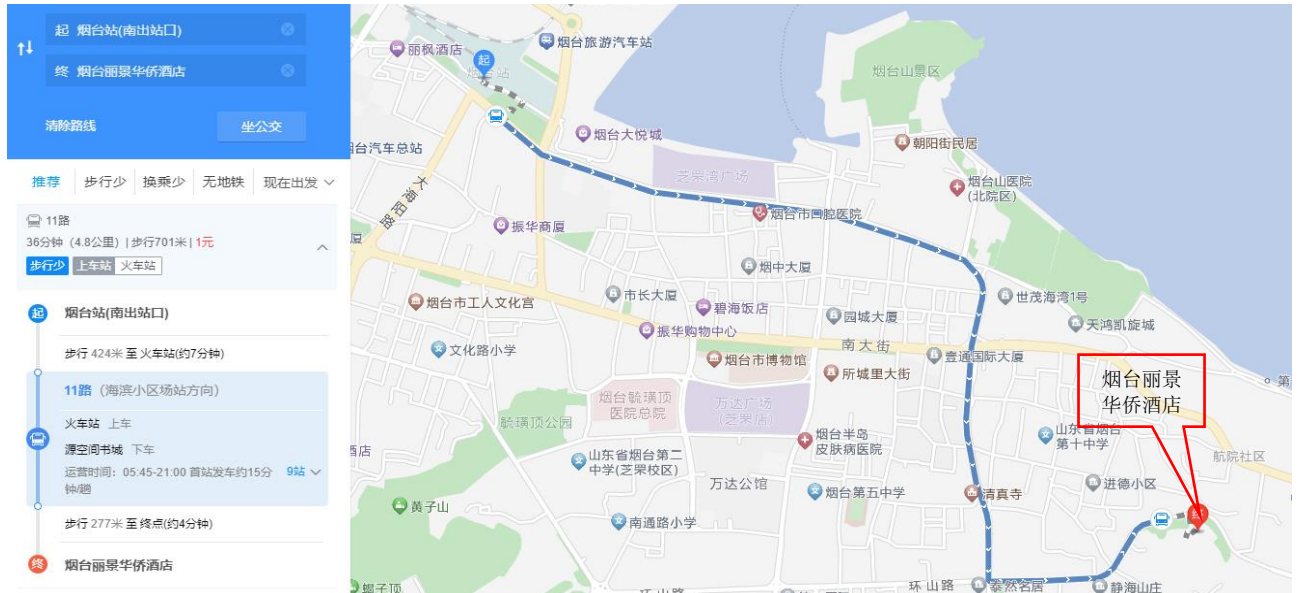 起 烟台站(南出站口)
终 烟台丽景华侨酒店
清除路线
坐公交
推荐
步行少
换乘少
无地铁
现在出发
11路
36分钟 (4.8公里) | 步行701米 | 1元
步行少 上车站 火车站
起 烟台站(南出站口)
步行 424米 至 火车站(约7分钟)
11路 (海滨小区场站方向)
火车站 上车
源空间书城 下车
运营时间: 05:45-21:00 首站发车约15分
钟/趟
9站
步行 277米 至 终点(约4分钟)
终 烟台丽景华侨酒店
丽枫酒店
起
烟台站
烟台旅游汽车站
烟台山景区
烟台大悦城
朝阳街民居
台汽车总站
芝罘湾广场
烟台山医院
(北院区)
大海阳路
烟台市口腔医院
振华商厦
厦
烟中大厦
市长大厦
世茂海湾1号
烟台市工人文化宫
碧海饭店
园城大厦
天鸿凯旋城
振华购物中心
南大街
文化路小学
烟台市博物馆
壹通国际大厦
所城里大街
烟台丽景
华侨酒店
第
烟台毓璜顶
医院总院
万达广场
(芝罘店)
毓璜顶公园
烟台半岛
皮肤病医院
山东省烟台
第十中学
酒店
山东省烟台第二
中学(芝罘校区)
航院社区
万达公馆
烟台第五中学
清真寺
进德小区
黄子山
南通路小学
终
环山路
泰然名居
静海山庄